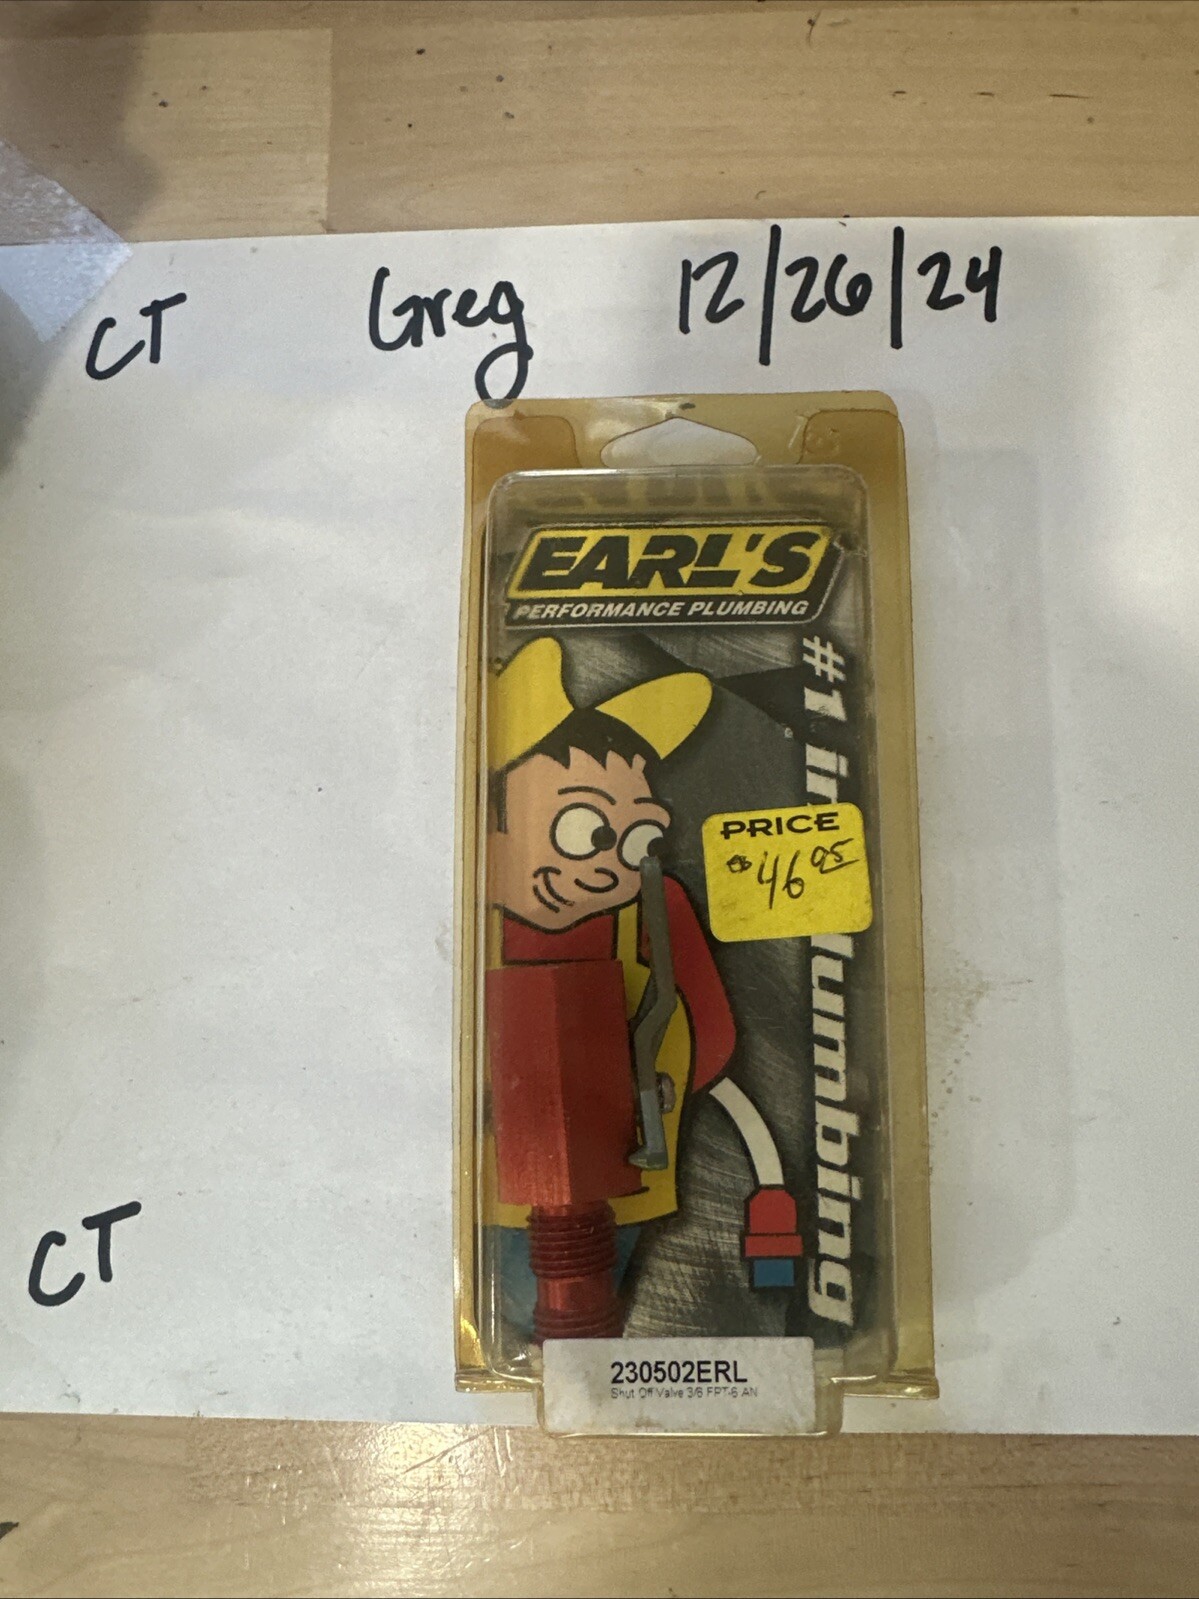 CT Greg 12/26/24
EARL'S
PERFORMANCE PLUMBING
#1 in plumbing
PRICE
$46.95
CT
230502ERL
Shut Off Valve 3/8 FPT-6 AN